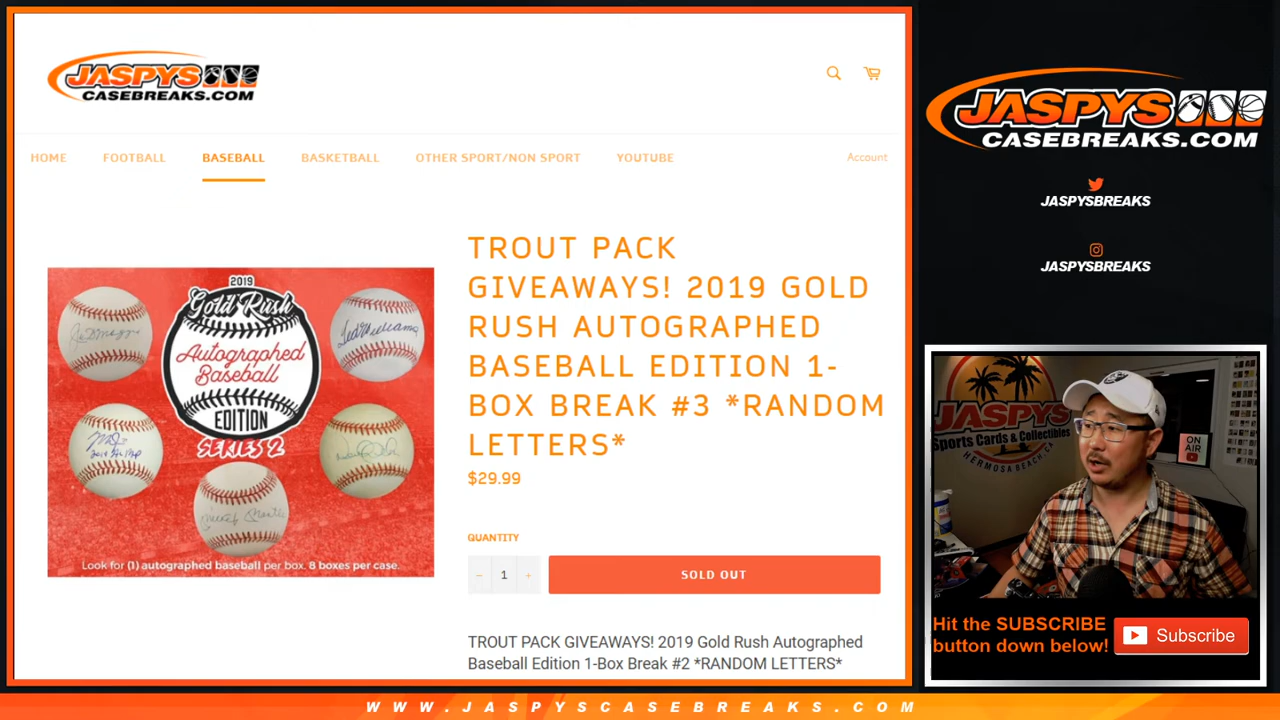 JASPYS
CASEBREAKS.COM
HOME
FOOTBALL
BASEBALL
BASKETBALL
OTHER SPORT/NON SPORT
YOUTUBE
Account
TROUT PACK
GIVEAWAYS! 2019 GOLD
RUSH AUTOGRAPHED
BASEBALL EDITION 1-
BOX BREAK #3 *RANDOM
LETTERS*
$29.99
QUANTITY
− 1 +
SOLD OUT
TROUT PACK GIVEAWAYS! 2019 Gold Rush Autographed
Baseball Edition 1-Box Break #2 *RANDOM LETTERS*
2019
Gold Rush
Autographed
Baseball
EDITION
SERIES 2
Ted Williams
Mickey Mantle
Look for (1) autographed baseball per box. 8 boxes per case.
JASPYS
CASEBREAKS.COM
JASPYSBREAKS
JASPYSBREAKS
JASPYS
Sports Cards & Collectibles
HERMOSA BEACH, CA
ON
AIR
Hit the SUBSCRIBE
button down below!
Subscribe
WWW.JASPYSCASEBREAKS.COM